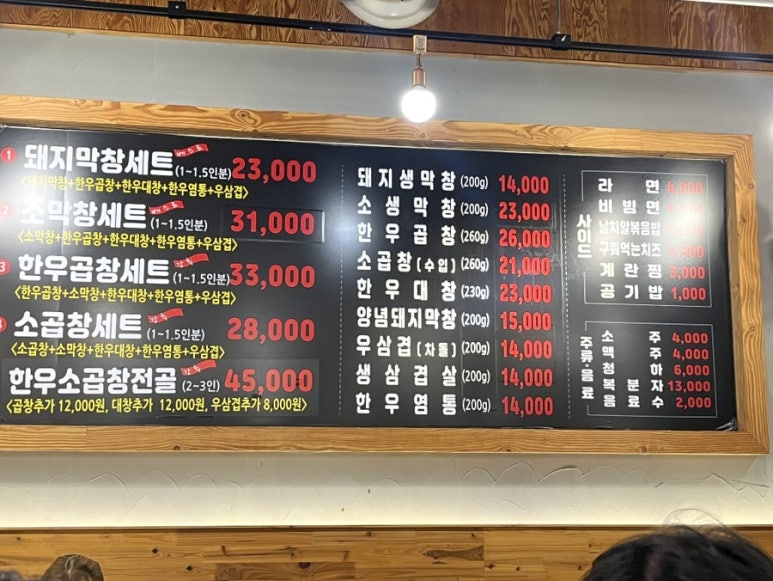 1 돼지막창세트 베스트 (1~1.5인분) 23,000
<돼기막창+한우곱창+한우대창+한우염통+우삼겹>
2 소막창세트 베스트 (1~1.5인분) 31,000
<소막창+한우곱창+한우대창+한우염통+우삼겹>
3 한우곱창세트 강추 (1~1.5인분) 33,000
<한우곱창+소막창+한우대창+한우염통+우삼겹>
4 소곱창세트 강추 (1~1.5인분) 28,000
<소곱창+소막창+한우대창+한우염통+우삼겹>
한우소곱창전골 (2~3인) 45,000
<곱창추가 12,000원, 대창추가 12,000원, 우삼겹추가 8,000원>
돼지생막창 (200g) 14,000
소생막창 (200g) 23,000
한우곱창 (260g) 26,000
소곱창(수입) (260g) 21,000
한우대창 (230g) 23,000
양념돼지막창 (200g) 15,000
우삼겹(차돌) (200g) 14,000
생삼겹살 (200g) 14,000
한우염통 (200g) 14,000
사이드
라면 4,000
비빔면
날치알볶음밥
구워먹는치즈
계란찜 3,000
공기밥 1,000
주류·음료
소주 4,000
맥주 4,000
청하 6,000
복분자 13,000
음료수 2,000